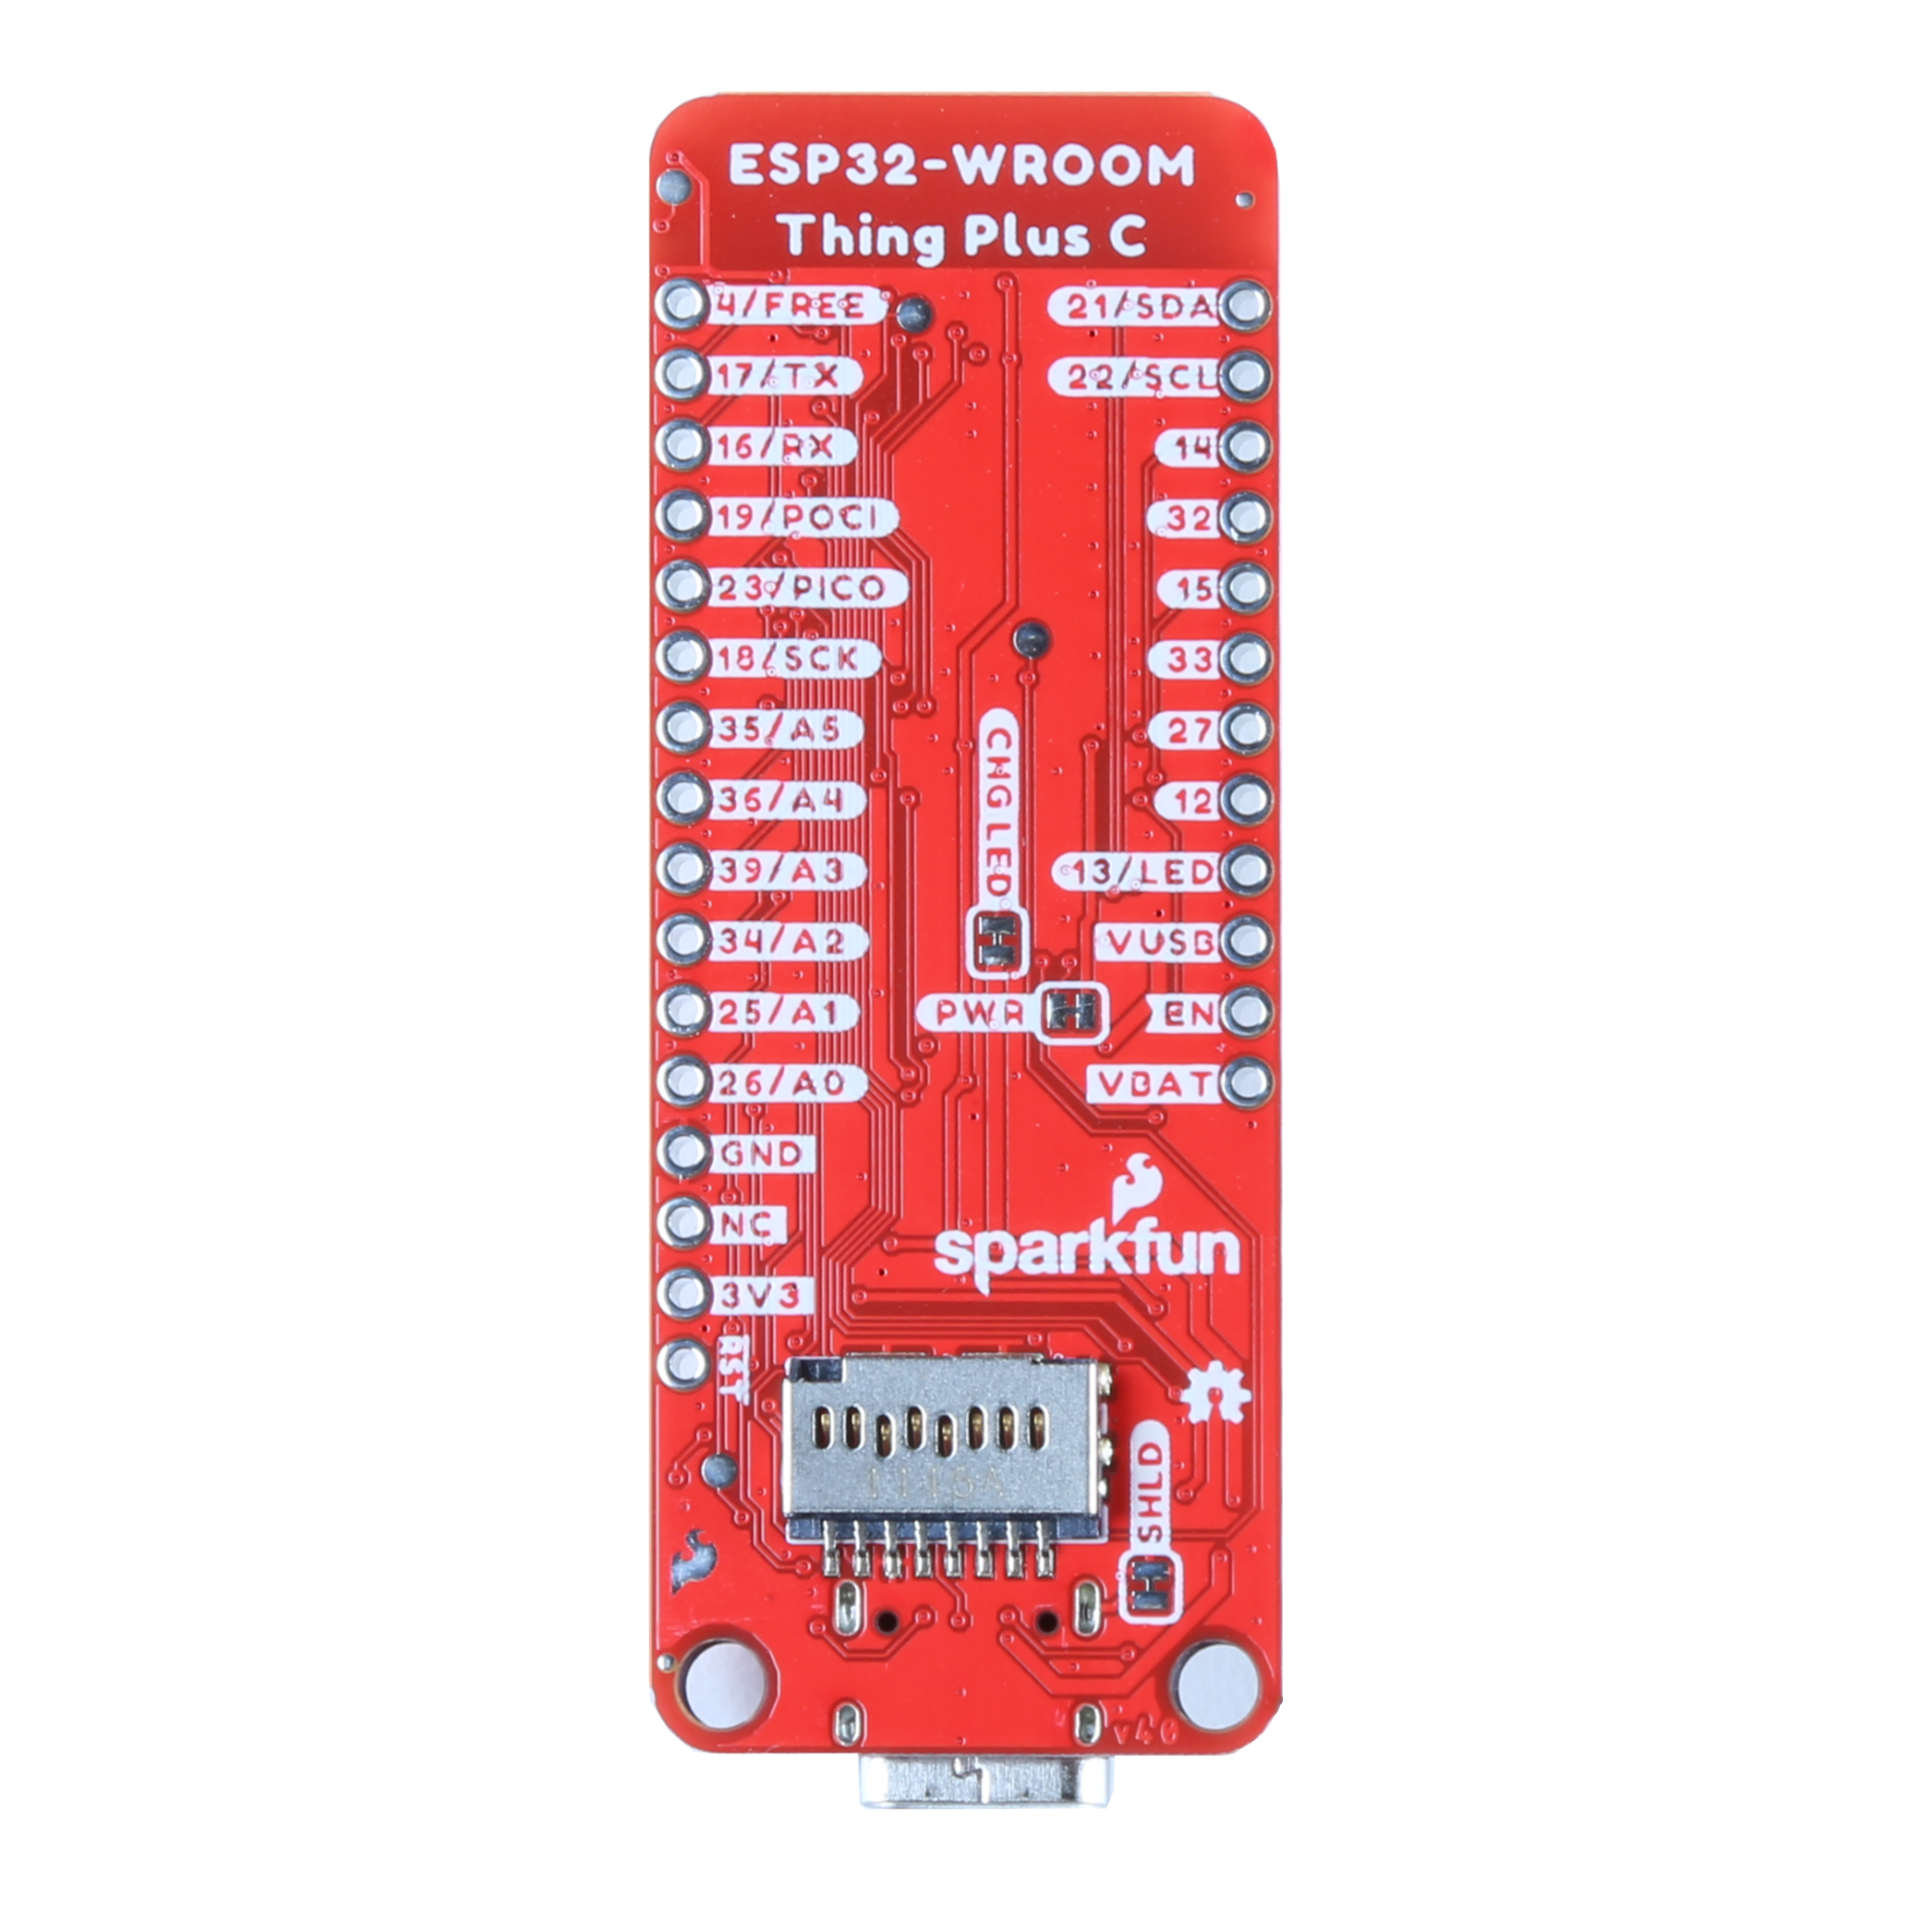 ESP32-WROOM
Thing Plus C
4/FREE
17/TX
16/RX
19/POCI
23/PICO
18/SCK
35/A5
36/A4
39/A3
34/A2
25/A1
26/A0
GND
NC
3V3
RST
21/SDA
22/SCL
14
32
15
33
27
12
13/LED
VUSB
EN
VBAT
CHG LED
PWR
sparkfun
1115A
SHLD